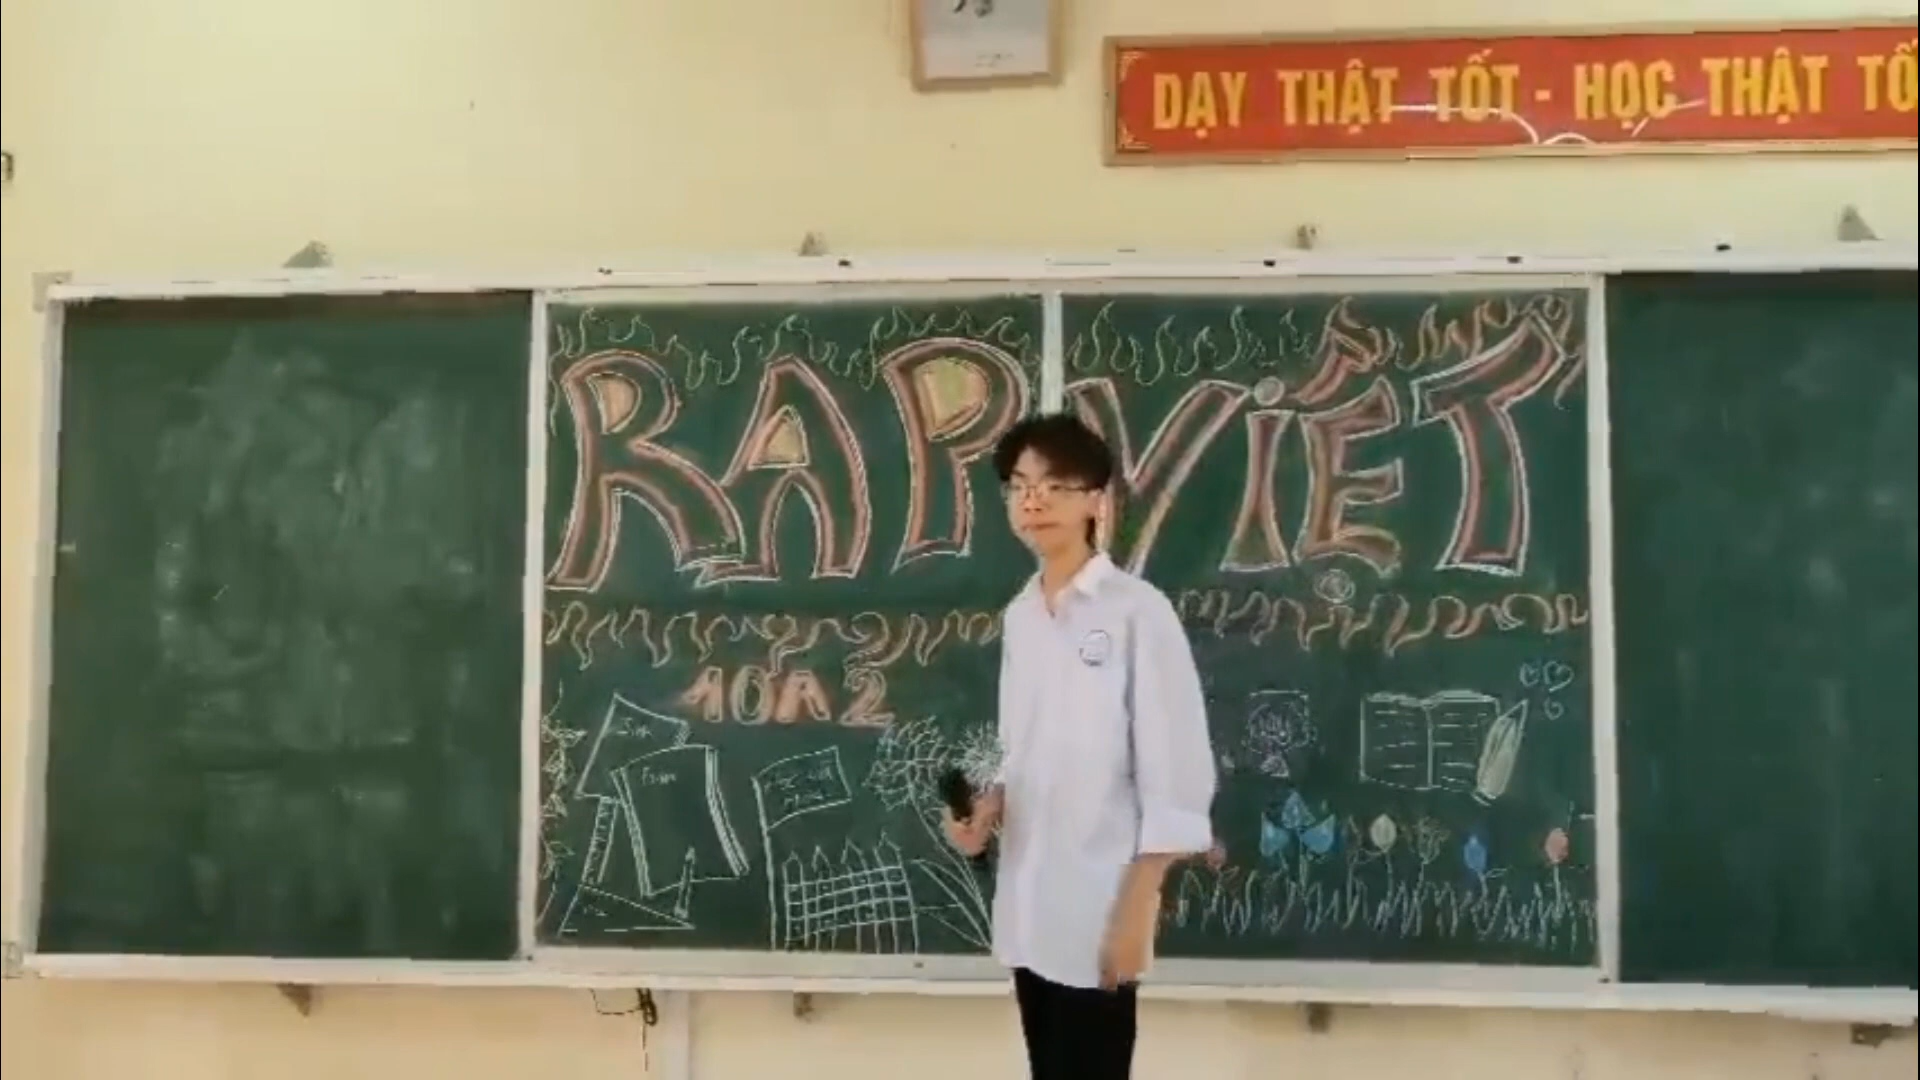 DẠY THẬT TỐT - HỌC THẬT TỐ
RAP VIỆT
10A2